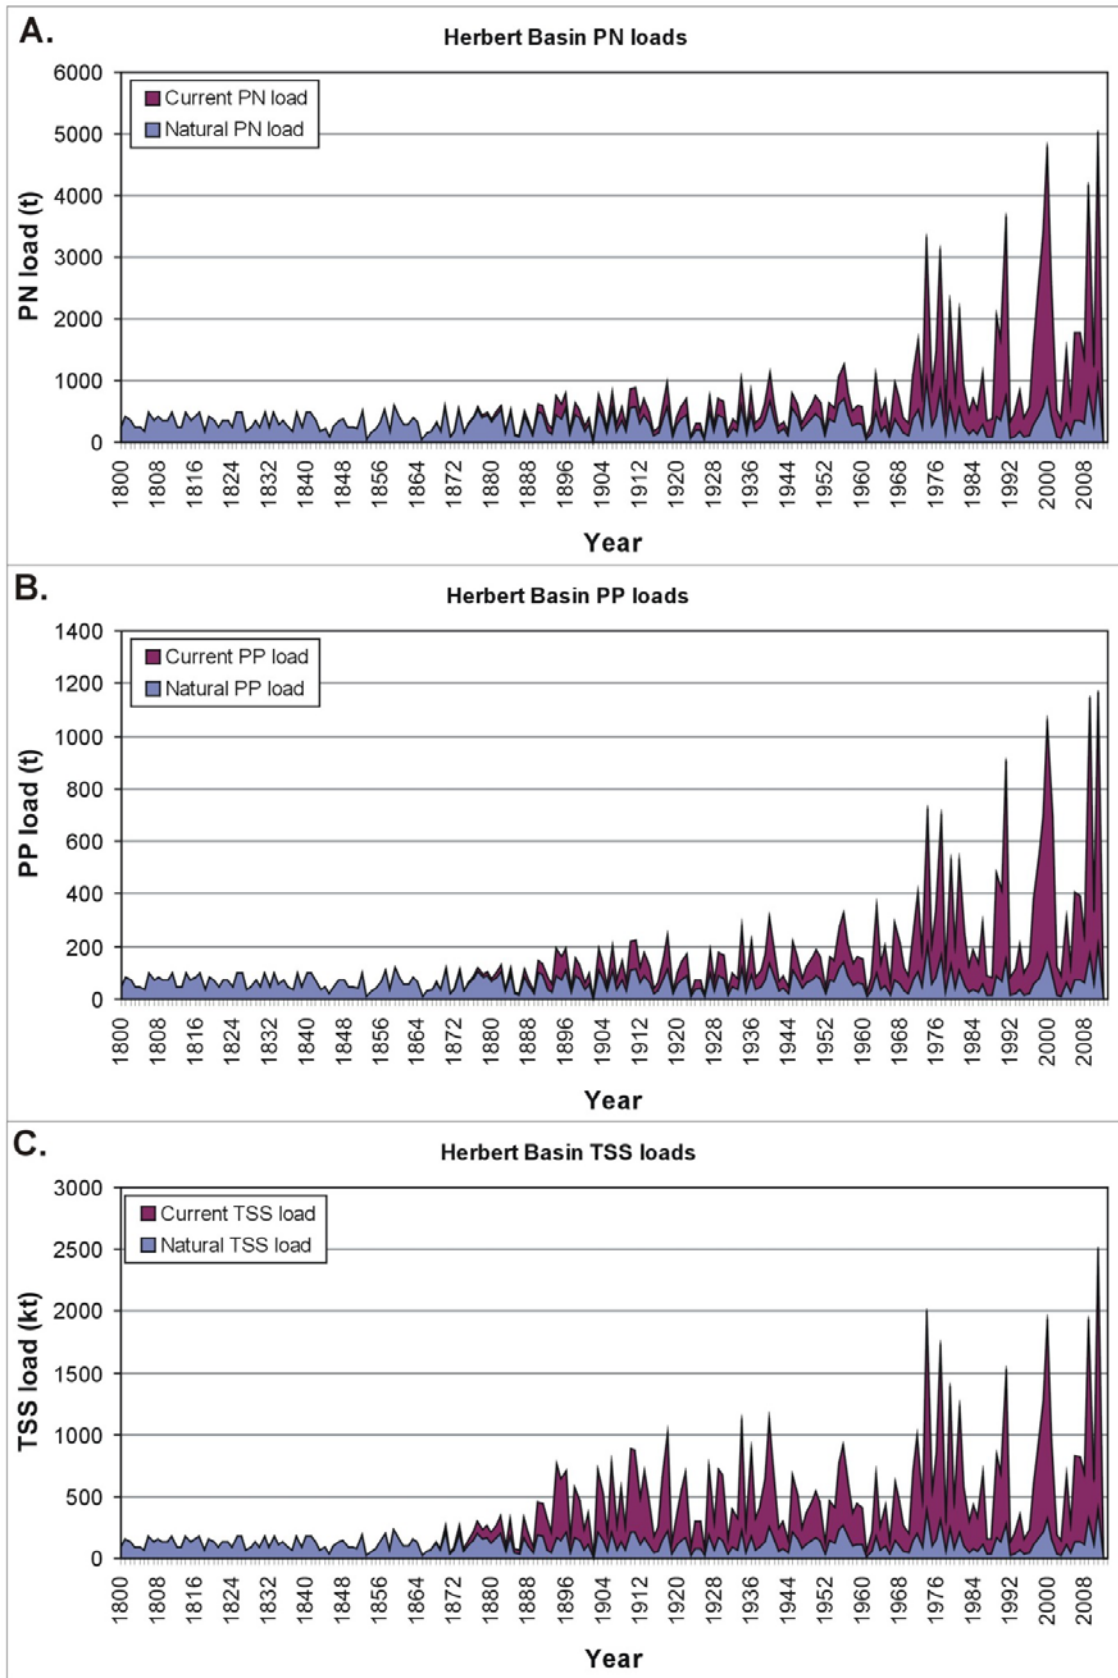 A.
Herbert Basin PN loads
6000
5000
4000
3000
2000
1000
0
PN load (t)
Current PN load
Natural PN load
1800 1808 1816 1824 1832 1840 1848 1856 1864 1872 1880 1888 1896 1904 1912 1920 1928 1936 1944 1952 1960 1968 1976 1984 1992 2000 2008
Year
B.
Herbert Basin PP loads
1400
1200
1000
800
600
400
200
0
PP load (t)
Current PP load
Natural PP load
1800 1808 1816 1824 1832 1840 1848 1856 1864 1872 1880 1888 1896 1904 1912 1920 1928 1936 1944 1952 1960 1968 1976 1984 1992 2000 2008
Year
C.
Herbert Basin TSS loads
3000
2500
2000
1500
1000
500
0
TSS load (kt)
Current TSS load
Natural TSS load
1800 1808 1816 1824 1832 1840 1848 1856 1864 1872 1880 1888 1896 1904 1912 1920 1928 1936 1944 1952 1960 1968 1976 1984 1992 2000 2008
Year